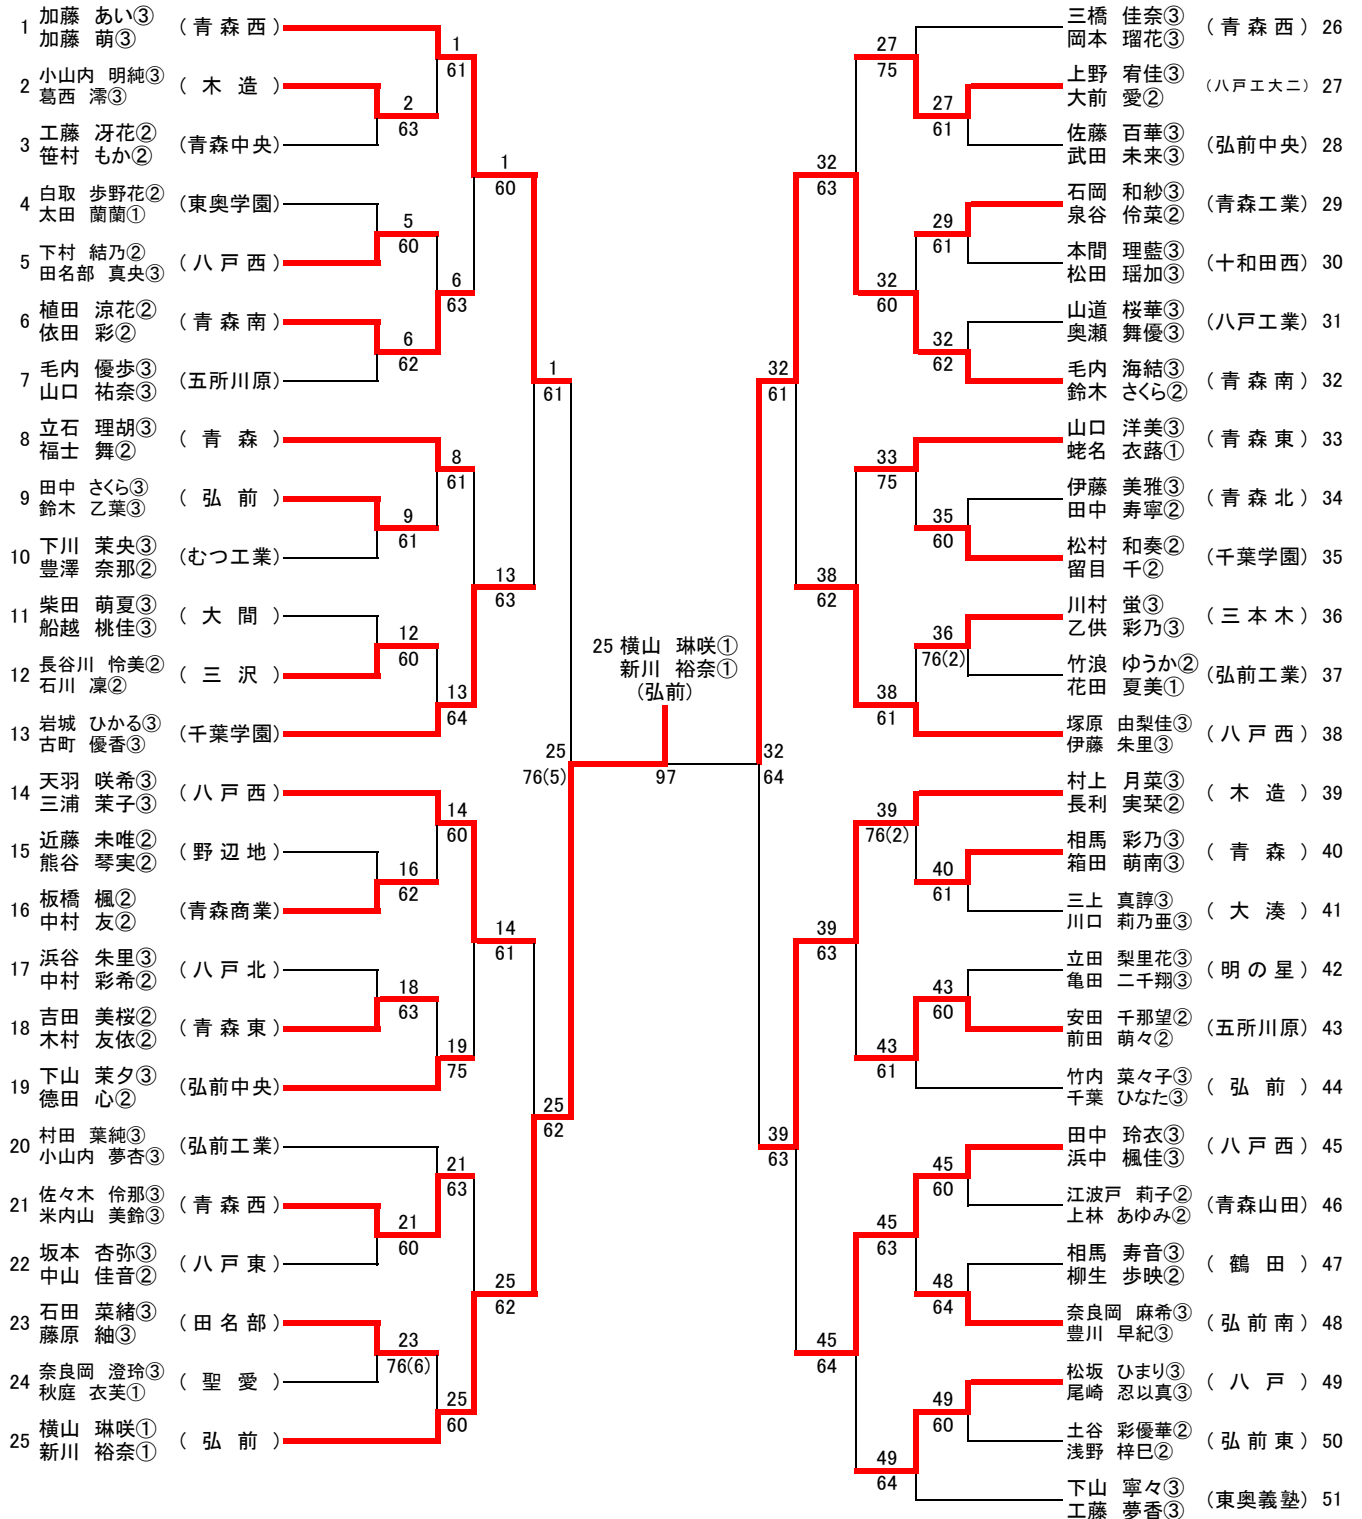 1 加藤 あい③ (青森西)
加藤 萌③
2 小山内 明純③ (木造)
葛西 澪③
3 工藤 冴花② (青森中央)
笹村 もか②
4 白取 歩野花② (東奥学園)
太田 蘭蘭①
5 下村 結乃② (八戸西)
田名部 真央③
6 植田 涼花② (青森南)
依田 彩②
7 毛内 優歩③ (五所川原)
山口 祐奈③
8 立石 理胡③ (青森)
福士 舞②
9 田中 さくら③ (弘前)
鈴木 乙葉③
10 下川 茉央③ (むつ工業)
豊澤 奈那②
11 柴田 萌夏③ (大間)
船越 桃佳③
12 長谷川 怜美② (三沢)
石川 凜②
13 岩城 ひかる③ (千葉学園)
古町 優香③
14 天羽 咲希③ (八戸西)
三浦 茉子③
15 近藤 未唯② (野辺地)
熊谷 琴実②
16 板橋 楓② (青森商業)
中村 友②
17 浜谷 朱里③ (八戸北)
中村 彩希②
18 吉田 美桜② (青森東)
木村 友依②
19 下山 茉夕③ (弘前中央)
德田 心②
20 村田 葉純③ (弘前工業)
小山内 夢杏③
21 佐々木 伶那③ (青森西)
米内山 美鈴③
22 坂本 杏弥③ (八戸東)
中山 佳音②
23 石田 菜緒③ (田名部)
藤原 紬③
24 奈良岡 澄玲③ (聖愛)
秋庭 衣芙①
25 横山 琳咲① (弘前)
新川 裕奈①
2
63
5
60
6
62
9
61
12
60
16
62
18
63
21
60
23
76(6)
1
61
6
63
8
61
13
64
14
60
19
75
21
63
25
60
1
60
13
63
14
61
25
62
1
61
25
62
25
76(5)
25 横山 琳咲①
新川 裕奈①
(弘前)
97
32
64
32
61
39
63
32
63
38
62
39
63
45
64
27
75
32
60
33
75
38
61
39
76(2)
43
61
45
63
49
64
27
61
29
61
32
62
35
60
36
76(2)
40
61
43
60
45
60
48
64
49
60
三橋 佳奈③ (青森西) 26
岡本 瑠花③
上野 宥佳③ (八戸工大二) 27
大前 愛②
佐藤 百華③ (弘前中央) 28
武田 未来③
石岡 和紗③ (青森工業) 29
泉谷 伶菜②
本間 理藍③ (十和田西) 30
松田 瑶加③
山道 桜華③ (八戸工業) 31
奥瀬 舞優③
毛内 海結③ (青森南) 32
鈴木 さくら②
山口 洋美③ (青森東) 33
蛯名 衣蕗①
伊藤 美雅③ (青森北) 34
田中 寿寧②
松村 和奏② (千葉学園) 35
留目 千②
川村 蛍③ (三本木) 36
乙供 彩乃③
竹浪 ゆうか② (弘前工業) 37
花田 夏美①
塚原 由梨佳③ (八戸西) 38
伊藤 朱里③
村上 月菜③ (木造) 39
長利 実栞②
相馬 彩乃③ (青森) 40
箱田 萌南③
三上 真諄③ (大湊) 41
川口 莉乃亜③
立田 梨里花③ (明の星) 42
亀田 二千翔③
安田 千那望② (五所川原) 43
前田 萌々②
竹内 菜々子③ (弘前) 44
千葉 ひなた③
田中 玲衣③ (八戸西) 45
浜中 楓佳③
江波戸 莉子② (青森山田) 46
上林 あゆみ②
相馬 寿音③ (鶴田) 47
柳生 歩映②
奈良岡 麻希③ (弘前南) 48
豊川 早紀③
松坂 ひまり③ (八戸) 49
尾崎 忍以真③
土谷 彩優華② (弘前東) 50
浅野 梓巳②
下山 寧々③ (東奥義塾) 51
工藤 夢香③